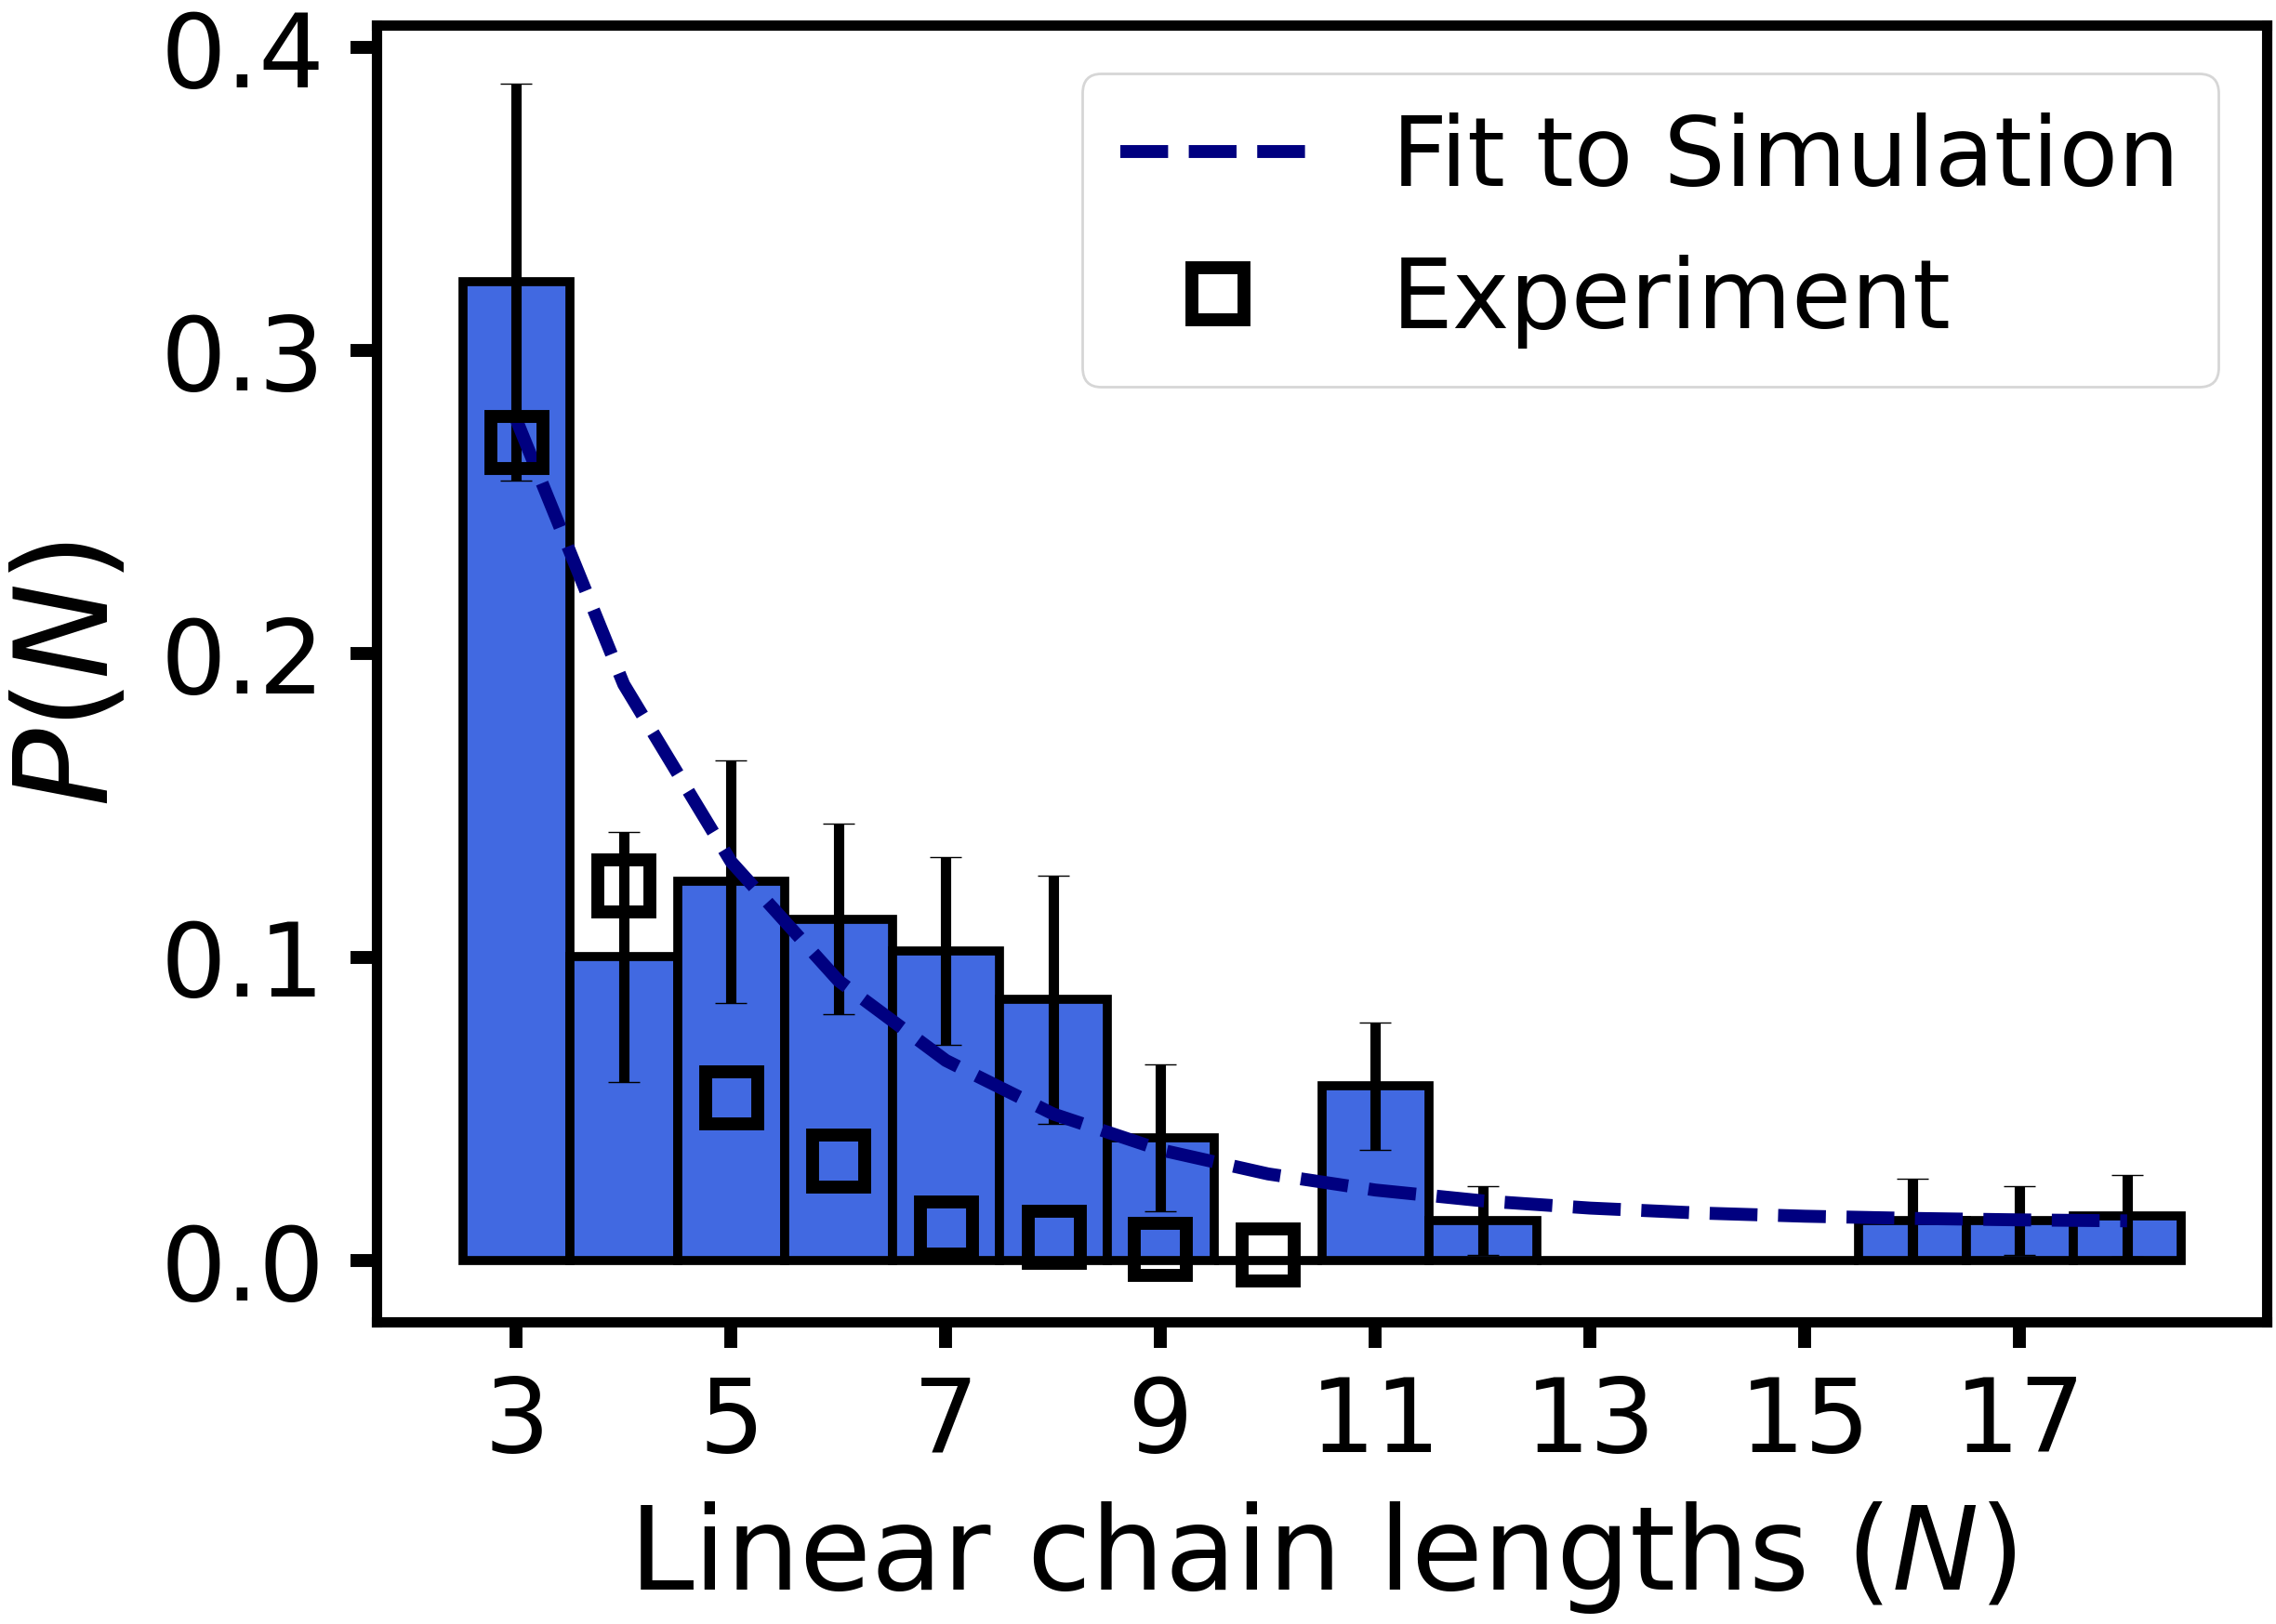 0.4
0.3
0.2
0.1
0.0
P(N)
Fit to Simulation
Experiment
3 5 7 9 11 13 15 17
Linear chain lengths (N)